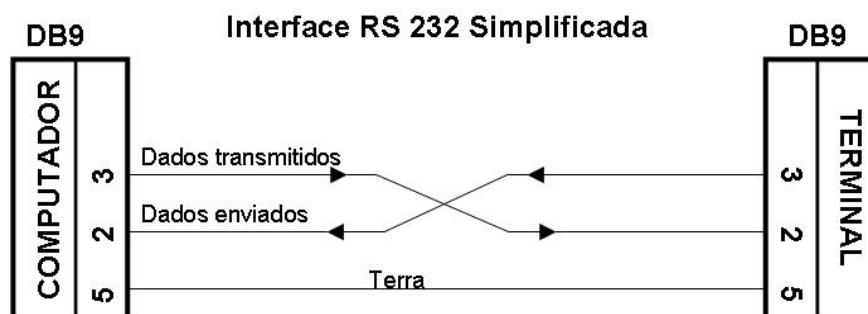 Interface RS 232 Simplificada
DB9
DB9
COMPUTADOR
TERMINAL
3
Dados transmitidos
3
2
Dados enviados
2
5
Terra
5